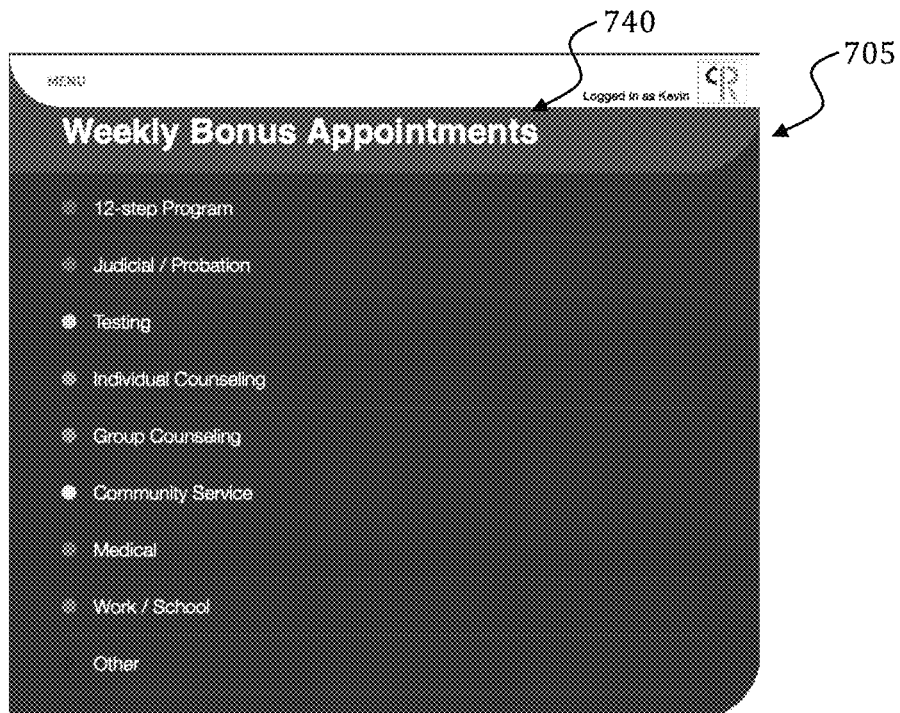 740
705
MENU
Logged in as Kevin
CR
Weekly Bonus Appointments
12-step Program
Judicial / Probation
Testing
Individual Counseling
Group Counseling
Community Service
Medical
Work / School
Other